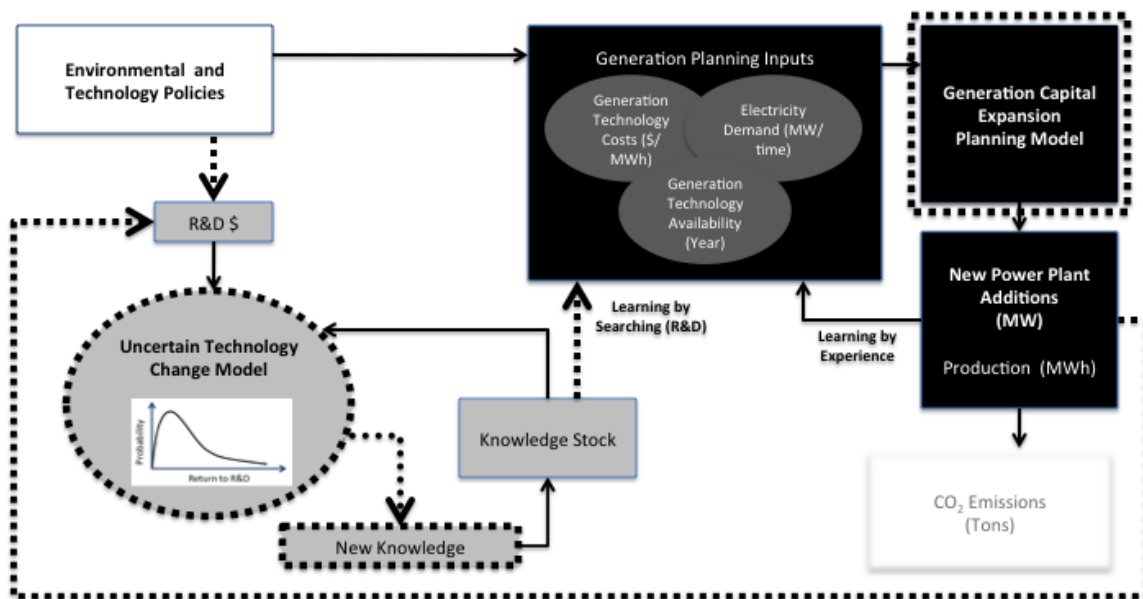 Environmental and
Technology Policies
Generation Planning Inputs
Generation
Technology
Costs ($/
MWh)
Electricity
Demand (MW/
time)
Generation
Technology
Availability
(Year)
Generation Capital
Expansion
Planning Model
R&D $
New Power Plant
Additions
(MW)
Production (MWh)
Learning by
Searching (R&D)
Learning by
Experience
Uncertain Technology
Change Model
Probability
Return to R&D
Knowledge Stock
New Knowledge
CO₂ Emissions
(Tons)